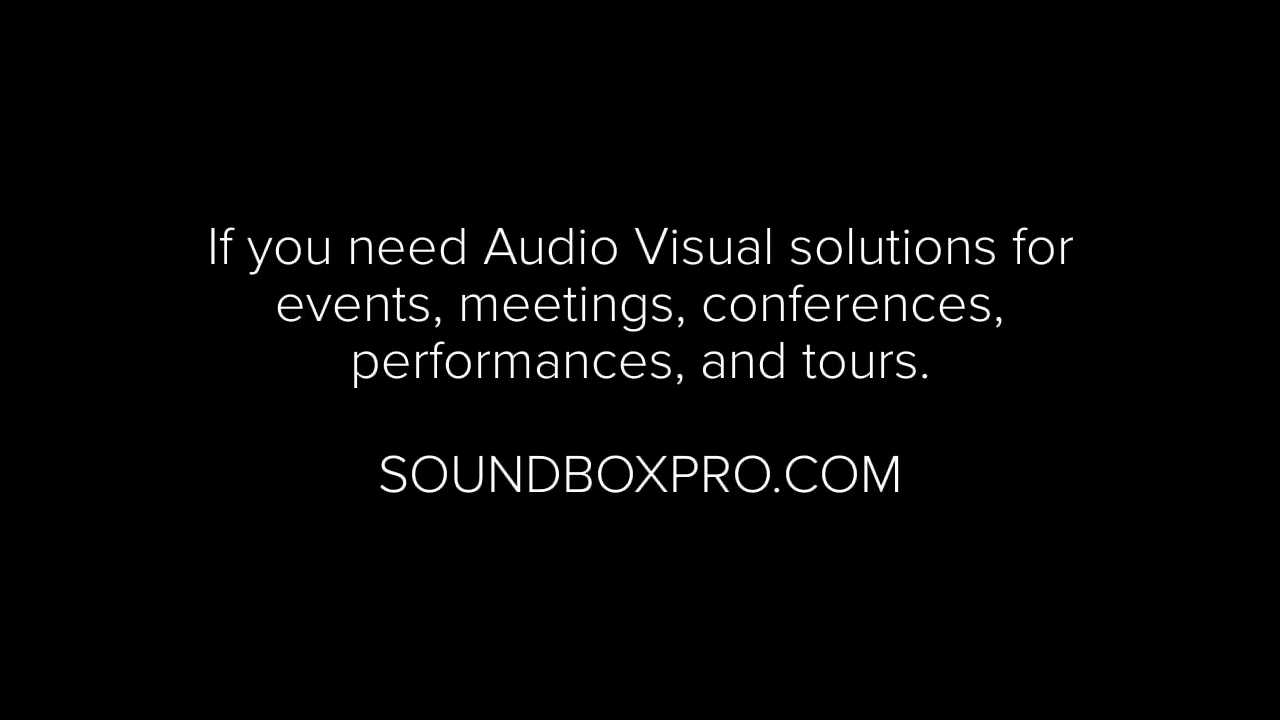 If you need Audio Visual solutions for
events, meetings, conferences,
performances, and tours.
SOUNDBOXPRO.COM